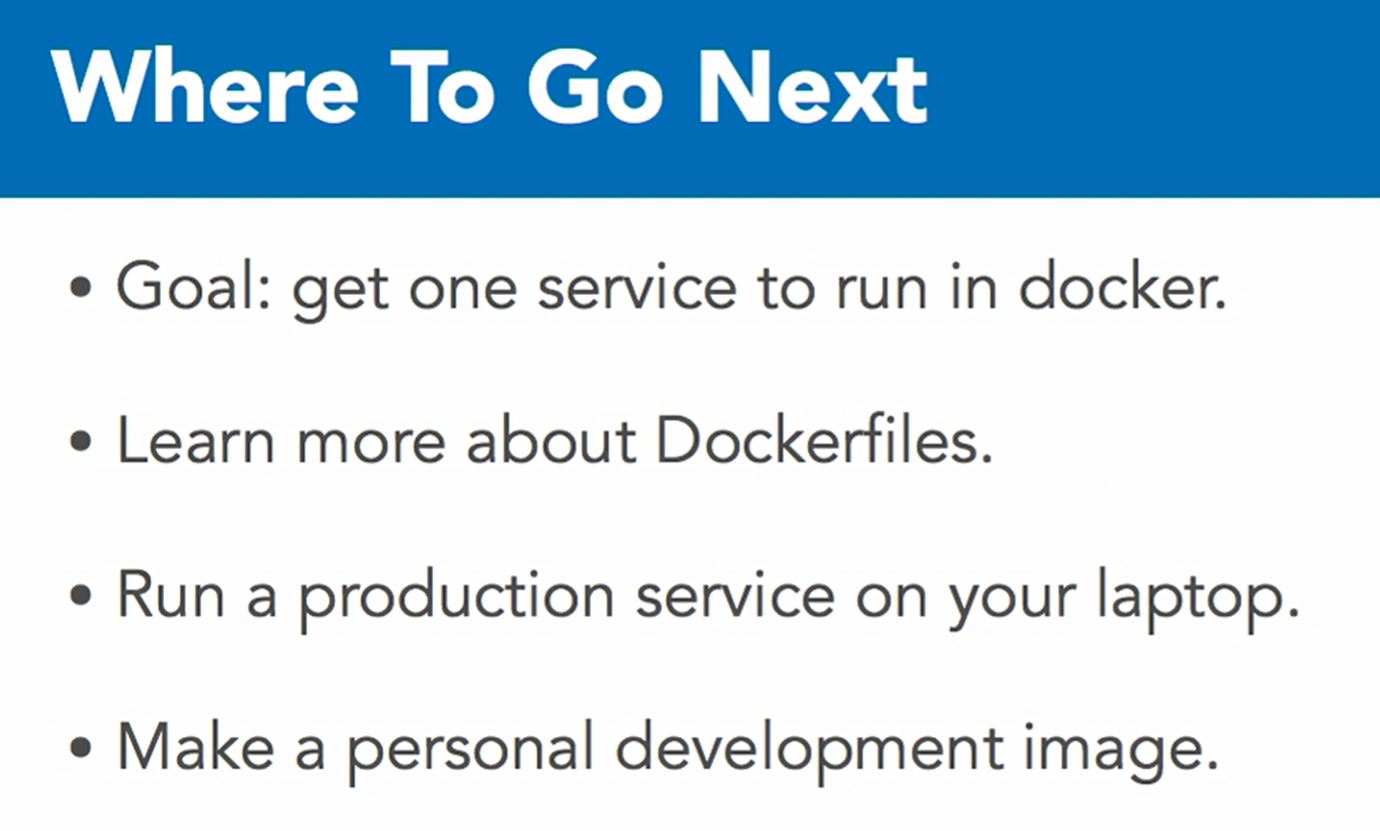 Where To Go Next
• Goal: get one service to run in docker.
• Learn more about Dockerfiles.
• Run a production service on your laptop.
• Make a personal development image.